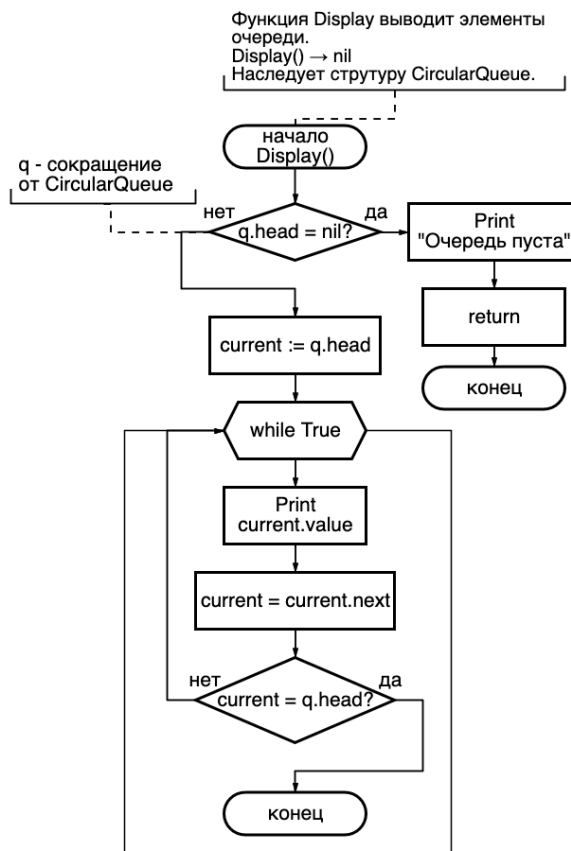 Функция Display выводит элементы
очереди.
Display() → nil
Наследует струтуру CircularQueue.
начало
Display()
q - сокращение
от CircularQueue
нет
да
q.head = nil?
Print
"Очередь пуста"
return
конец
current := q.head
while True
Print
current.value
current = current.next
нет
да
current = q.head?
конец